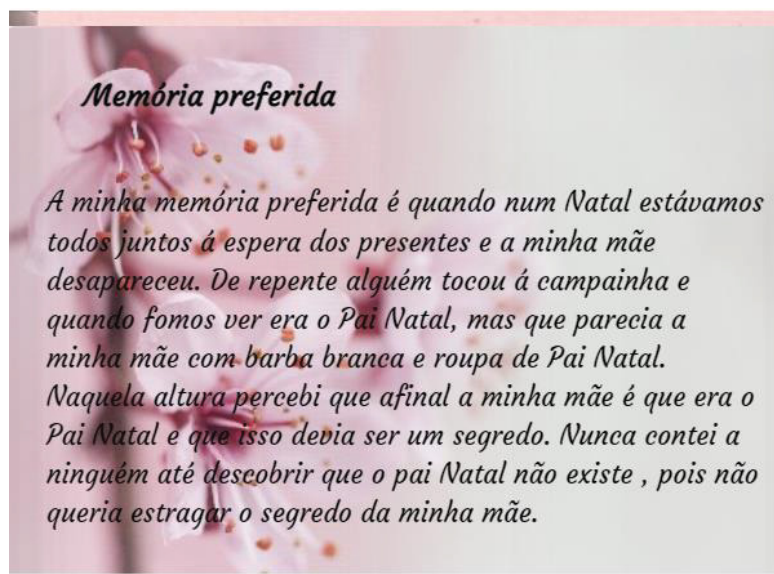 Memória preferida
A minha memória preferida é quando num Natal estávamos
todos juntos á espera dos presentes e a minha mãe
desapareceu. De repente alguém tocou á campainha e
quando fomos ver era o Pai Natal, mas que parecia a
minha mãe com barba branca e roupa de Pai Natal.
Naquela altura percebi que afinal a minha mãe é que era o
Pai Natal e que isso devia ser um segredo. Nunca contei a
ninguém até descobrir que o pai Natal não existe , pois não
queria estragar o segredo da minha mãe.